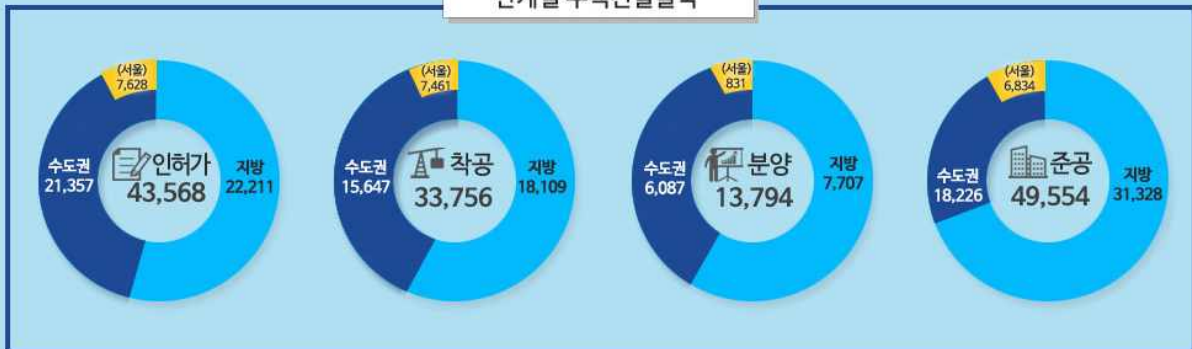 (서울)
7,628
수도권
21,357
인허가
43,568
지방
22,211
(서울)
7,461
수도권
15,647
착공
33,756
지방
18,109
(서울)
831
수도권
6,087
분양
13,794
지방
7,707
(서울)
6,834
수도권
18,226
준공
49,554
지방
31,328